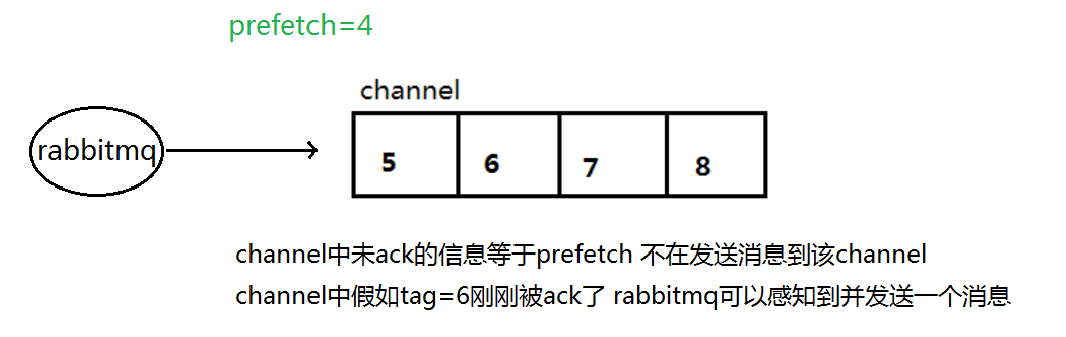 prefetch=4
channel
rabbitmq
5 6 7 8
channel中未ack的信息等于prefetch 不在发送消息到该channel
channel中假如tag=6刚刚被ack了 rabbitmq可以感知到并发送一个消息